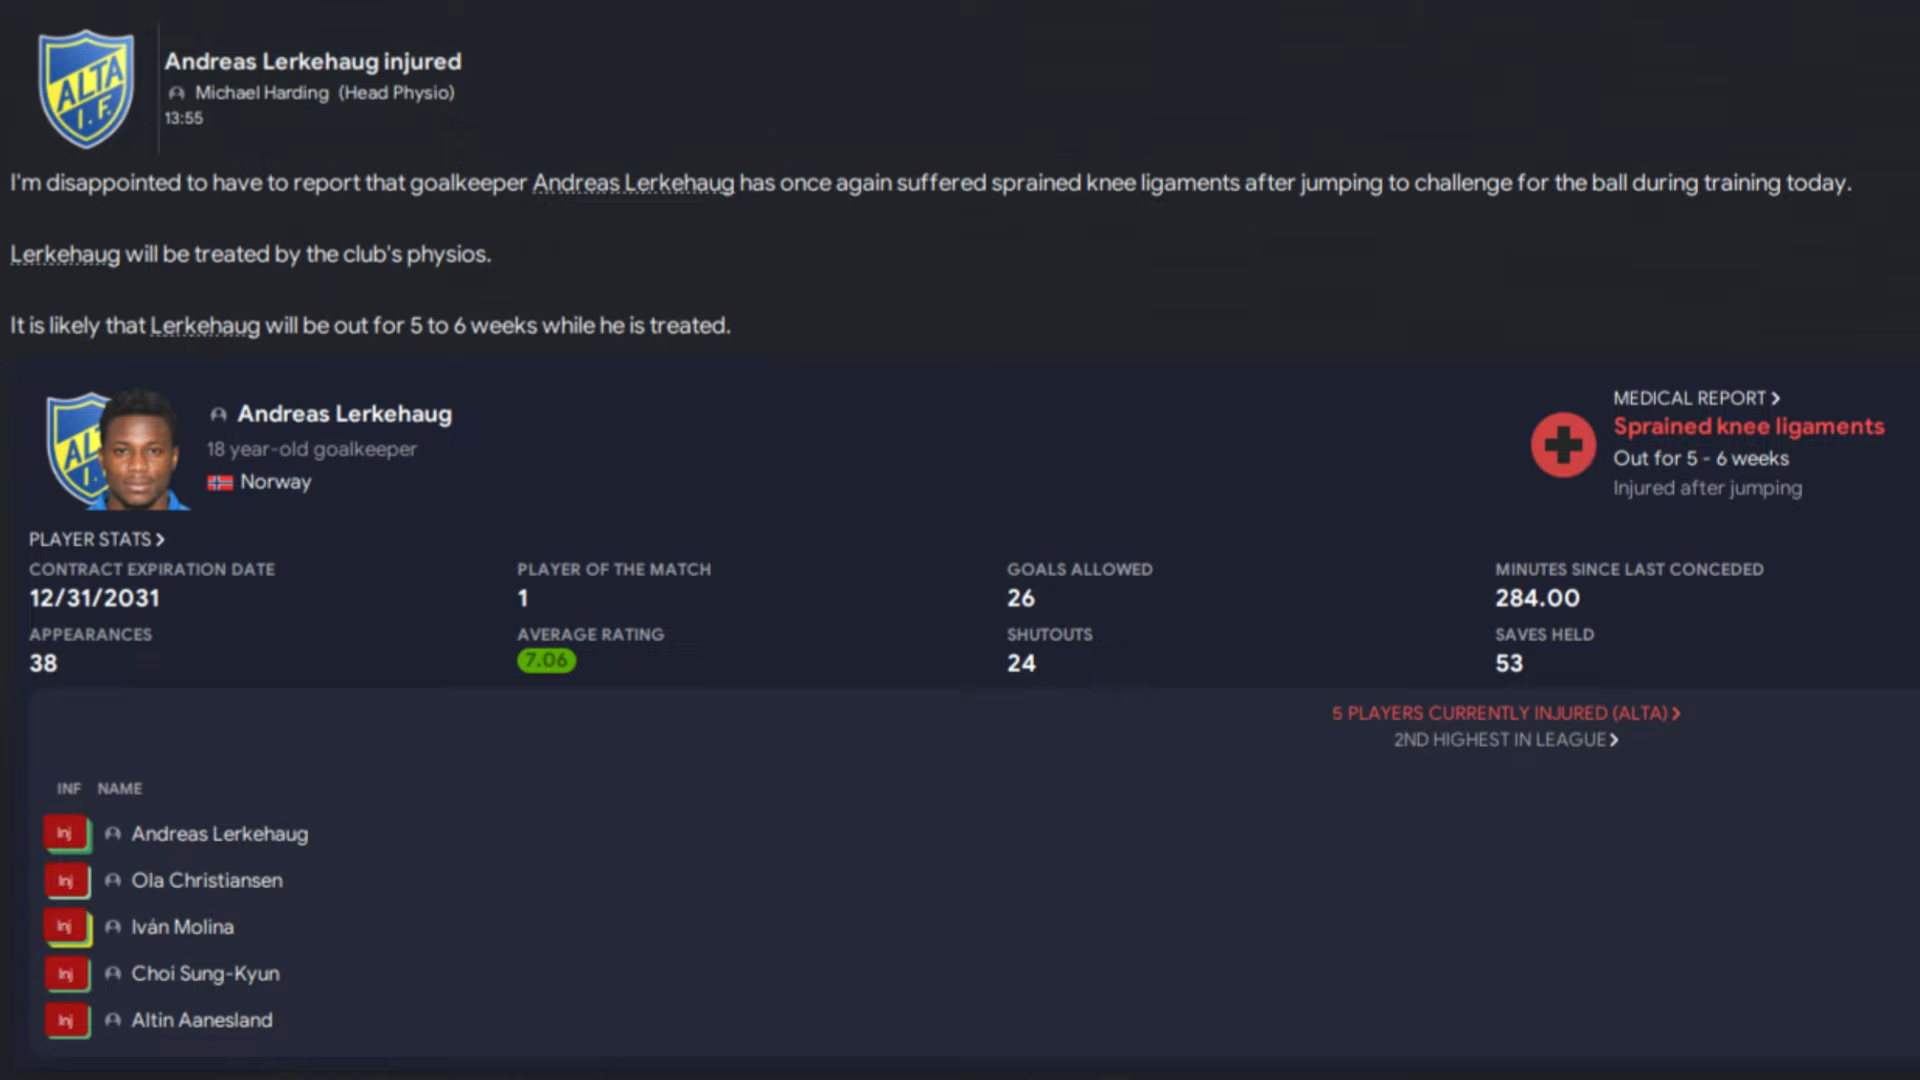 ALTA
I.F.
Andreas Lerkehaug injured
Michael Harding (Head Physio)
13:55
I'm disappointed to have to report that goalkeeper Andreas Lerkehaug has once again suffered sprained knee ligaments after jumping to challenge for the ball during training today.
Lerkehaug will be treated by the club's physios.
It is likely that Lerkehaug will be out for 5 to 6 weeks while he is treated.
AL
I.
Andreas Lerkehaug
18 year-old goalkeeper
Norway
MEDICAL REPORT >
Sprained knee ligaments
Out for 5 - 6 weeks
Injured after jumping
PLAYER STATS >
CONTRACT EXPIRATION DATE
12/31/2031
PLAYER OF THE MATCH
1
GOALS ALLOWED
26
MINUTES SINCE LAST CONCEDED
284.00
APPEARANCES
38
AVERAGE RATING
7.06
SHUTOUTS
24
SAVES HELD
53
5 PLAYERS CURRENTLY INJURED (ALTA) >
2ND HIGHEST IN LEAGUE >
INF NAME
Inj Andreas Lerkehaug
Inj Ola Christiansen
Inj Iván Molina
Inj Choi Sung-Kyun
Inj Altin Aanesland